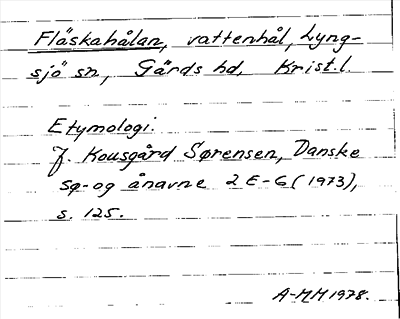 Fläskahålan, vattenhål, Lyng-
sjö sn, Gärds hd, Krist.l.
Etymologi.
J. Kousgård Sørensen, Danske
sø- og ånavne 2 E-G (1973),
s. 125.
A-MM 1978.